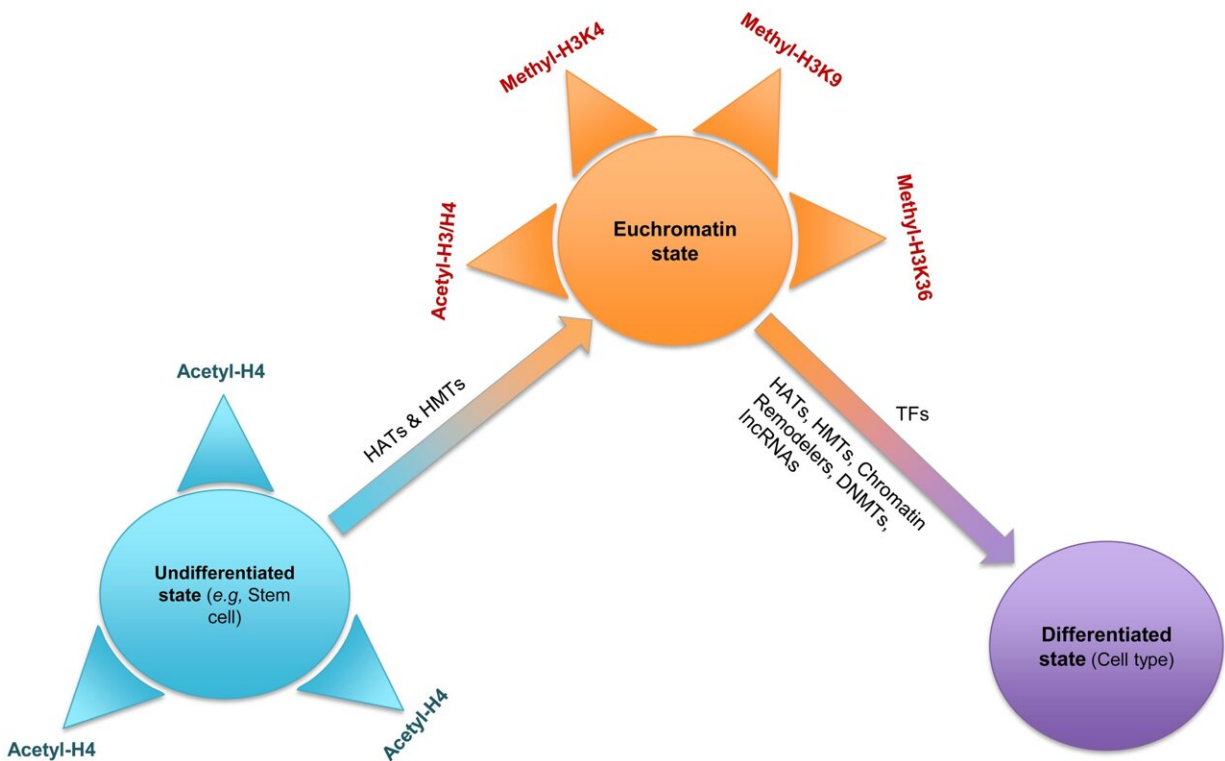 Methyl-H3K4
Methyl-H3K9
Acetyl-H3/H4
Euchromatin
state
Methyl-H3K36
Acetyl-H4
HATs & HMTs
HATs, HMTs, Chromatin
Remodelers, DNMTs,
lncRNAs
TFs
Undifferentiated
state (e.g, Stem
cell)
Acetyl-H4
Acetyl-H4
Differentiated
state (Cell type)